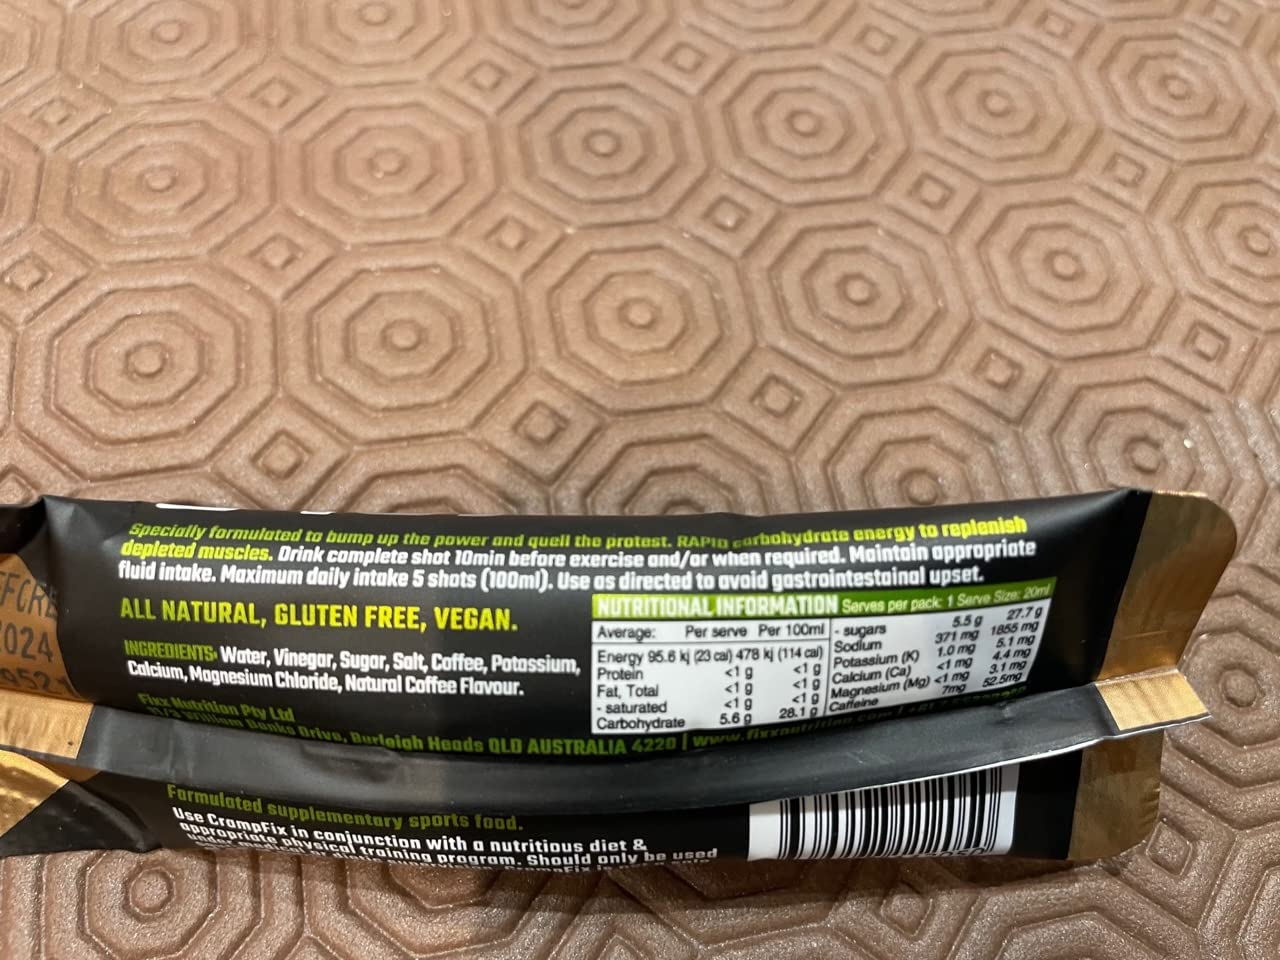 Specially formulated to bump up the power and quell the protest. RAPID carbohydrate energy to replenish
depleted muscles. Drink complete shot 10min before exercise and/or when required. Maintain appropriate
fluid intake. Maximum daily intake 5 shots (100ml). Use as directed to avoid gastrointestainal upset.
ALL NATURAL, GLUTEN FREE, VEGAN.
INGREDIENTS: Water, Vinegar, Sugar, Salt, Coffee, Potassium,
Calcium, Magnesium Chloride, Natural Coffee Flavour.
Fixx Nutrition Pty Ltd
William Banks Drive, Burleigh Heads QLD AUSTRALIA 4220 | www.fixxnutrition.com
NUTRITIONAL INFORMATION Serves per pack: 1 Serve Size: 20ml
Average: Per serve Per 100ml
Energy 95.6 kj (23 cal) 478 kj (114 cal)
Protein <1 g <1 g
Fat, Total <1 g <1 g
- saturated <1 g <1 g
Carbohydrate 5.6 g 28.1 g
- sugars 5.5 g 27.7 g
Sodium 371 mg 1855 mg
Potassium (K) 1.0 mg 5.1 mg
Calcium (Ca) <1 mg 4.4 mg
Magnesium (Mg) <1 mg 3.1 mg
Caffeine 7mg 52.5mg
Formulated supplementary sports food.
Use CrampFix in conjunction with a nutritious diet &
appropriate physical training program. Should only be used
2024